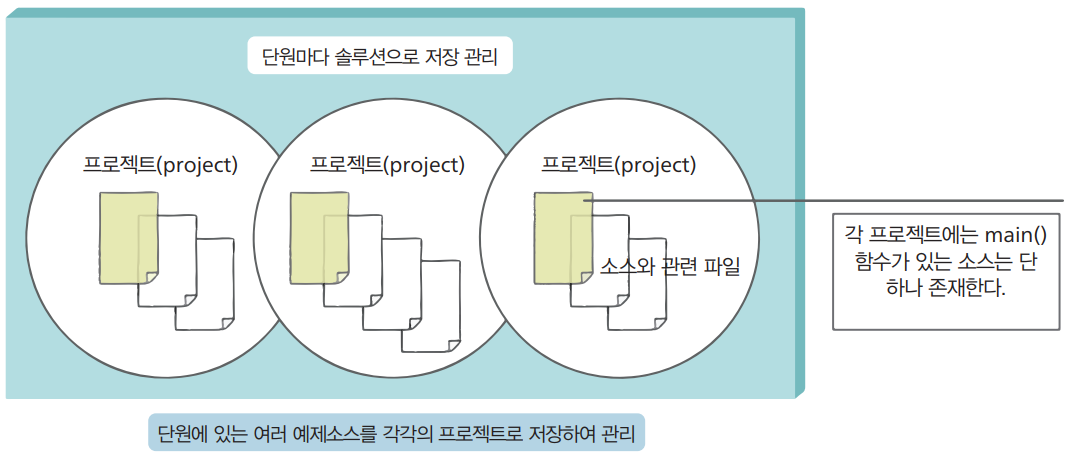 단원마다 솔루션으로 저장 관리
프로젝트(project)
프로젝트(project)
프로젝트(project)
소스와 관련 파일
각 프로젝트에는 main()
함수가 있는 소스는 단
하나 존재한다.
단원에 있는 여러 예제소스를 각각의 프로젝트로 저장하여 관리